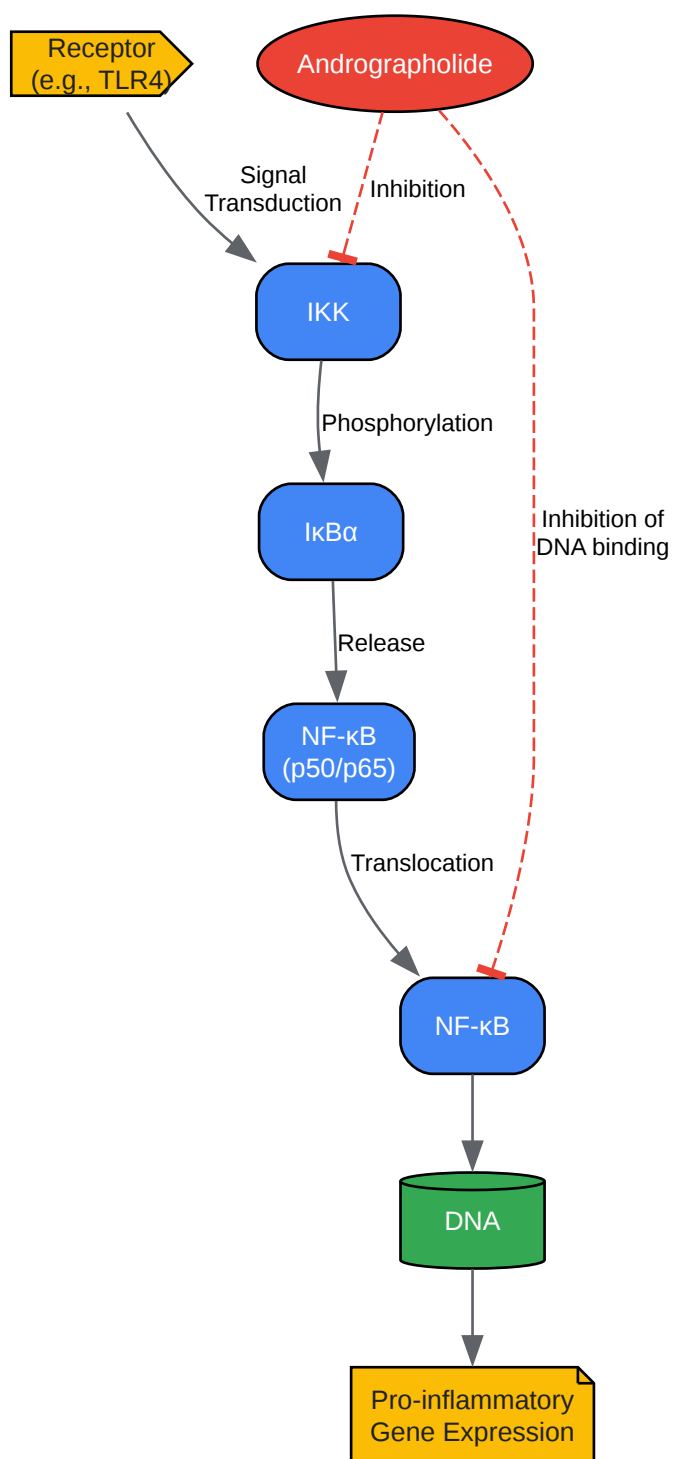 Receptor
(e.g., TLR4)
Andrographolide
Signal
Transduction
Inhibition
IKK
Phosphorylation
IκBα
Inhibition of
DNA binding
Release
NF-κB
(p50/p65)
Translocation
NF-κB
DNA
Pro-inflammatory
Gene Expression